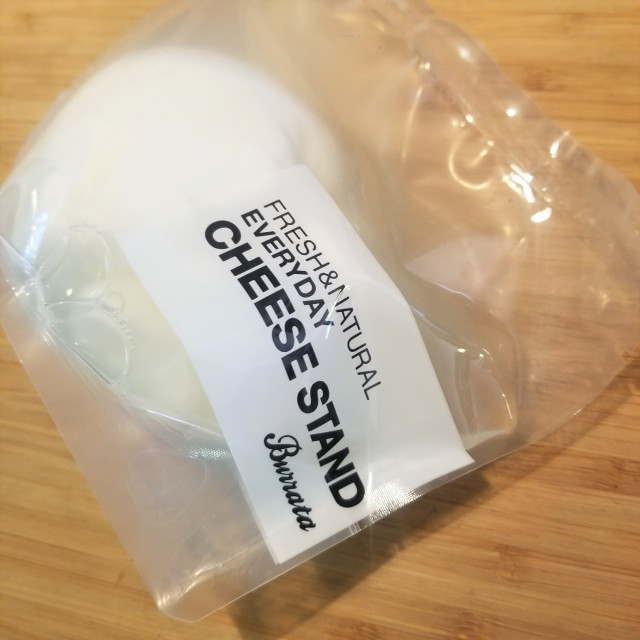 FRESH&NATURAL
EVERYDAY
CHEESE STAND
Burrata